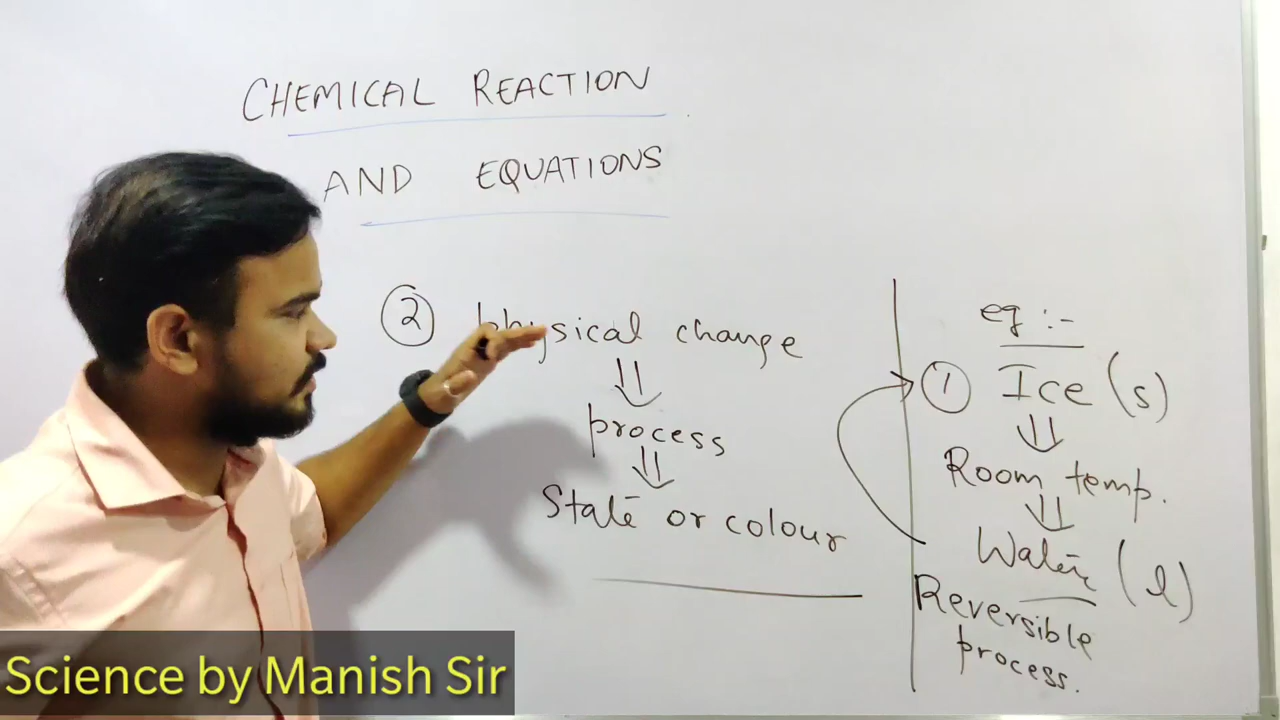 CHEMICAL REACTION
AND EQUATIONS
② physical change
process
State or colour
eg :-
① Ice (s)
Room temp.
Water (l)
Reversible
process.
Science by Manish Sir